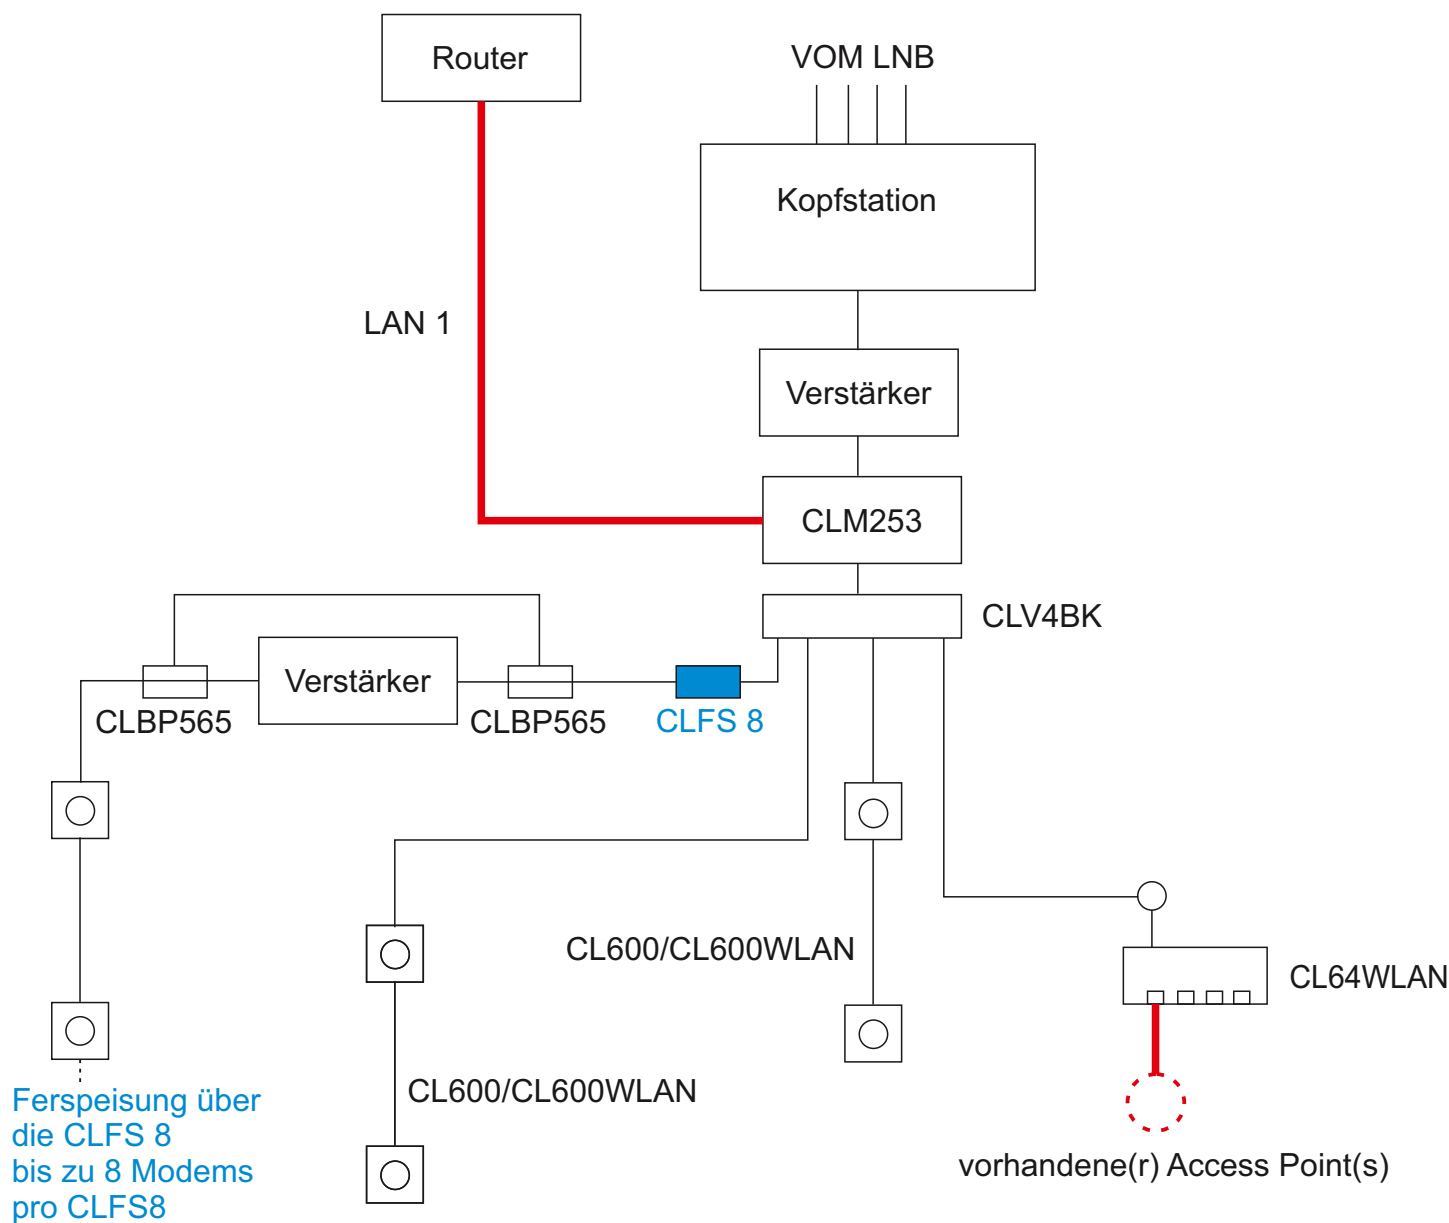 Router
VOM LNB
Kopfstation
LAN 1
Verstärker
CLM253
CLV4BK
Verstärker
CLBP565
CLBP565
CLFS 8
CL600/CL600WLAN
CL64WLAN
CL600/CL600WLAN
Ferspeisung über
die CLFS 8
bis zu 8 Modems
pro CLFS8
vorhandene(r) Access Point(s)